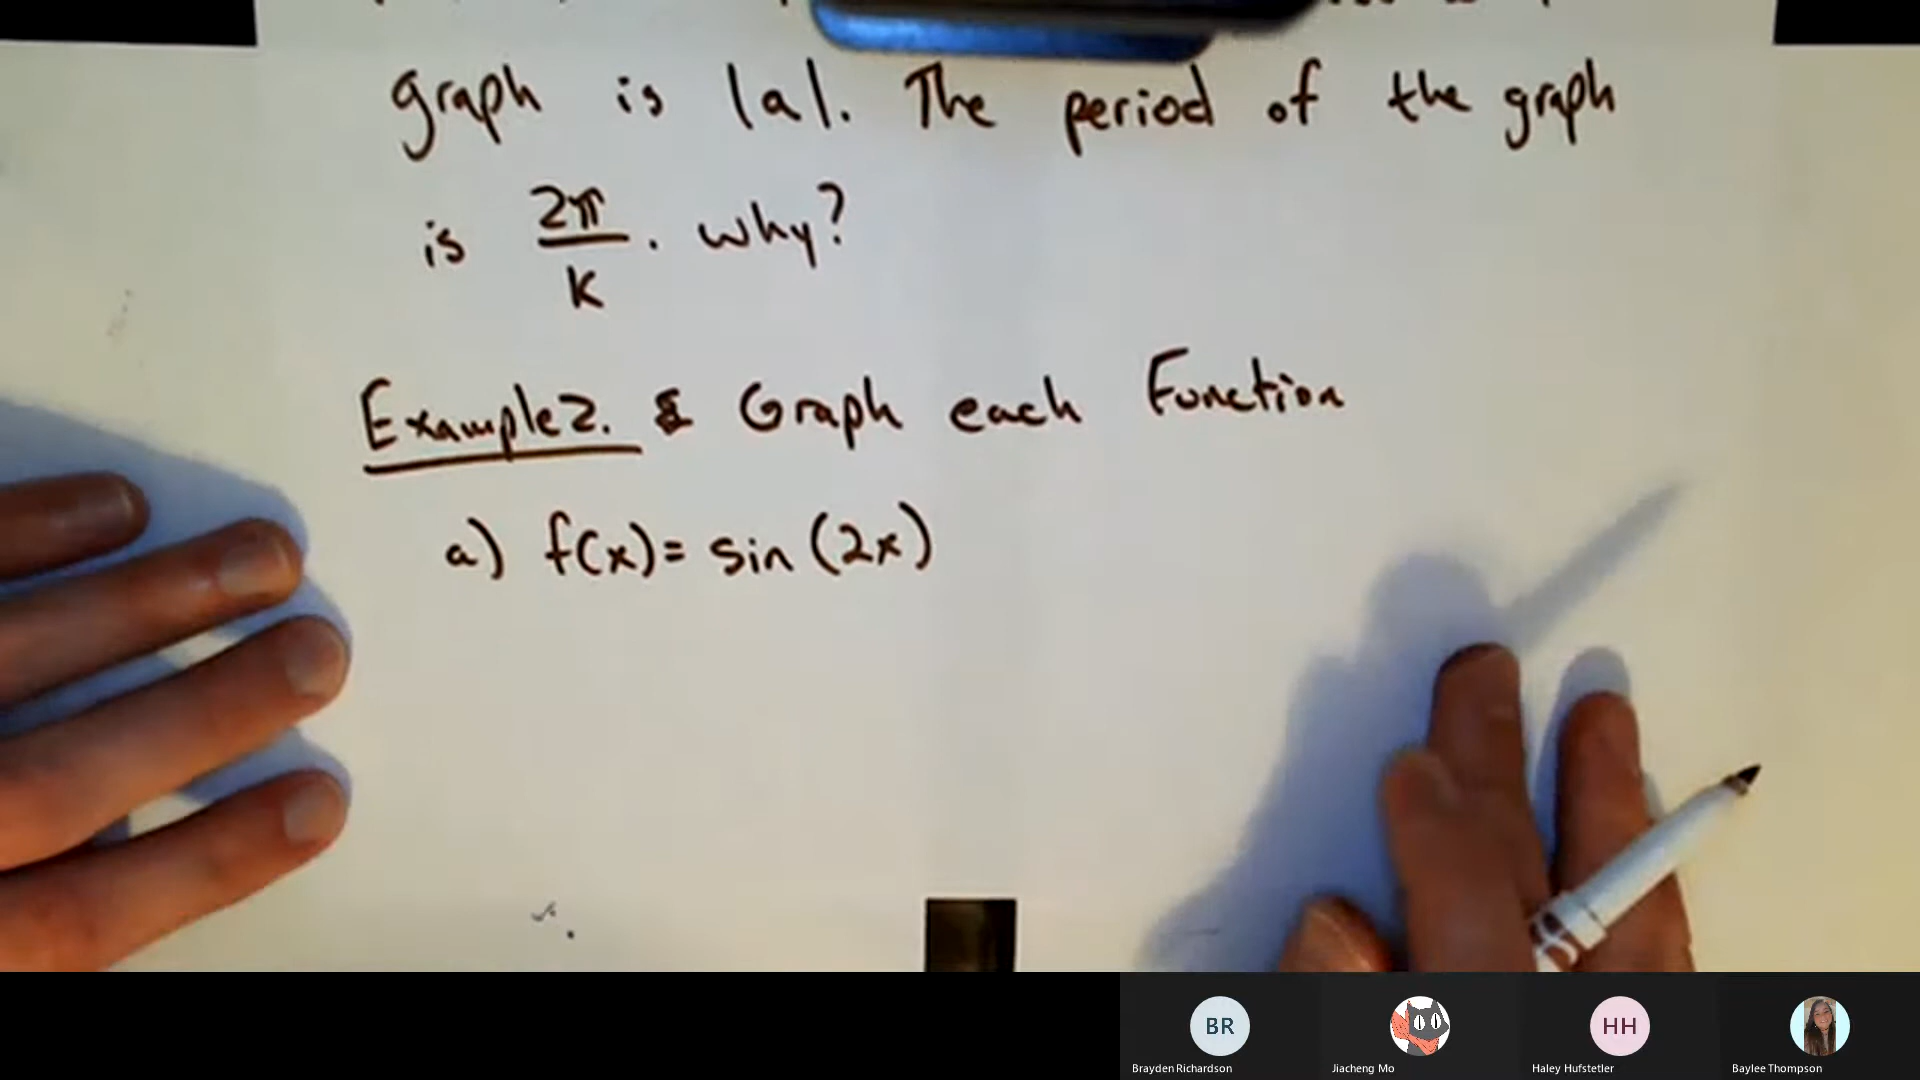 graph is |a|. The period of the graph
is 2π/k. why?
Example 2. Graph each Function
a) f(x)= sin (2x)
BR
HH
Brayden Richardson
Jiacheng Mo
Haley Hufstetler
Baylee Thompson